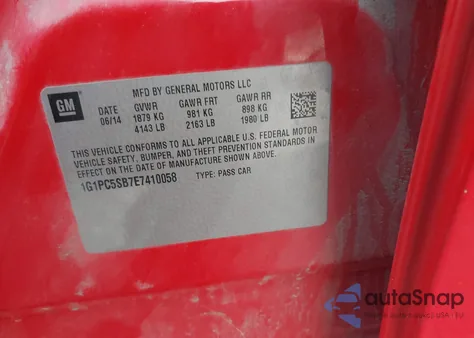 MFD BY GENERAL MOTORS LLC
GM
DATE GVWR GAWR FRT GAWR RR
06/14 1879 KG 981 KG 898 KG
4143 LB 2163 LB 1980 LB
THIS VEHICLE CONFORMS TO ALL APPLICABLE U.S. FEDERAL MOTOR
VEHICLE SAFETY, BUMPER, AND THEFT PREVENTION STANDARDS
IN EFFECT ON THE DATE OF MANUFACTURE SHOWN ABOVE.
1G1PC5SB7E7410058 TYPE: PASS CAR
autoSnap